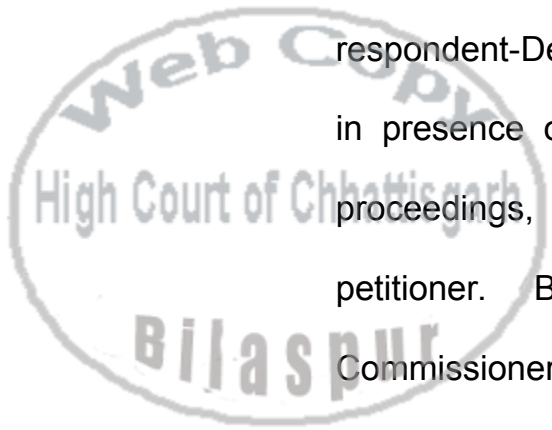 Web Copy
respondent-De
in presence o
High Court of Chhattisgarh
proceedings,
petitioner. B
Bilaspur
Commissioner